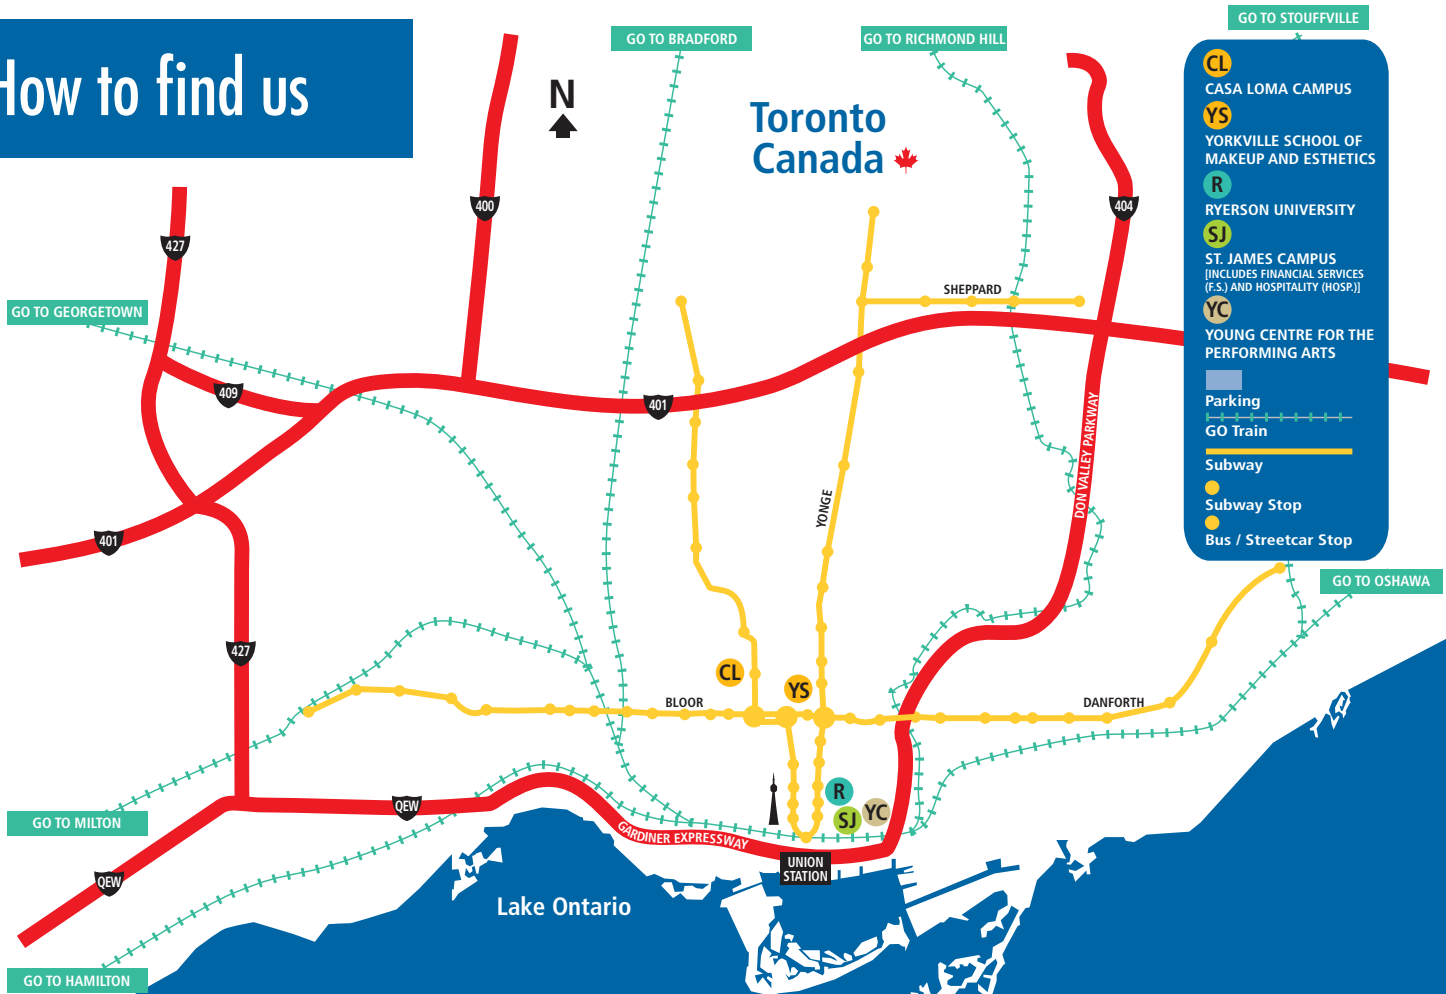 How to find us
N
GO TO BRADFORD
GO TO RICHMOND HILL
GO TO STOUFFVILLE
Toronto
Canada
CL
CASA LOMA CAMPUS
YS
YORKVILLE SCHOOL OF
MAKEUP AND ESTHETICS
R
RYERSON UNIVERSITY
SJ
ST. JAMES CAMPUS
[INCLUDES FINANCIAL SERVICES
(F.S.) AND HOSPITALITY (HOSP.)]
YC
YOUNG CENTRE FOR THE
PERFORMING ARTS
Parking
GO Train
Subway
Subway Stop
Bus / Streetcar Stop
400
404
427
SHEPPARD
GO TO GEORGETOWN
409
401
DON VALLEY PARKWAY
YONGE
401
GO TO OSHAWA
427
CL
YS
BLOOR
DANFORTH
R
SJ
YC
QEW
GO TO MILTON
GARDINER EXPRESSWAY
UNION
STATION
QEW
Lake Ontario
GO TO HAMILTON